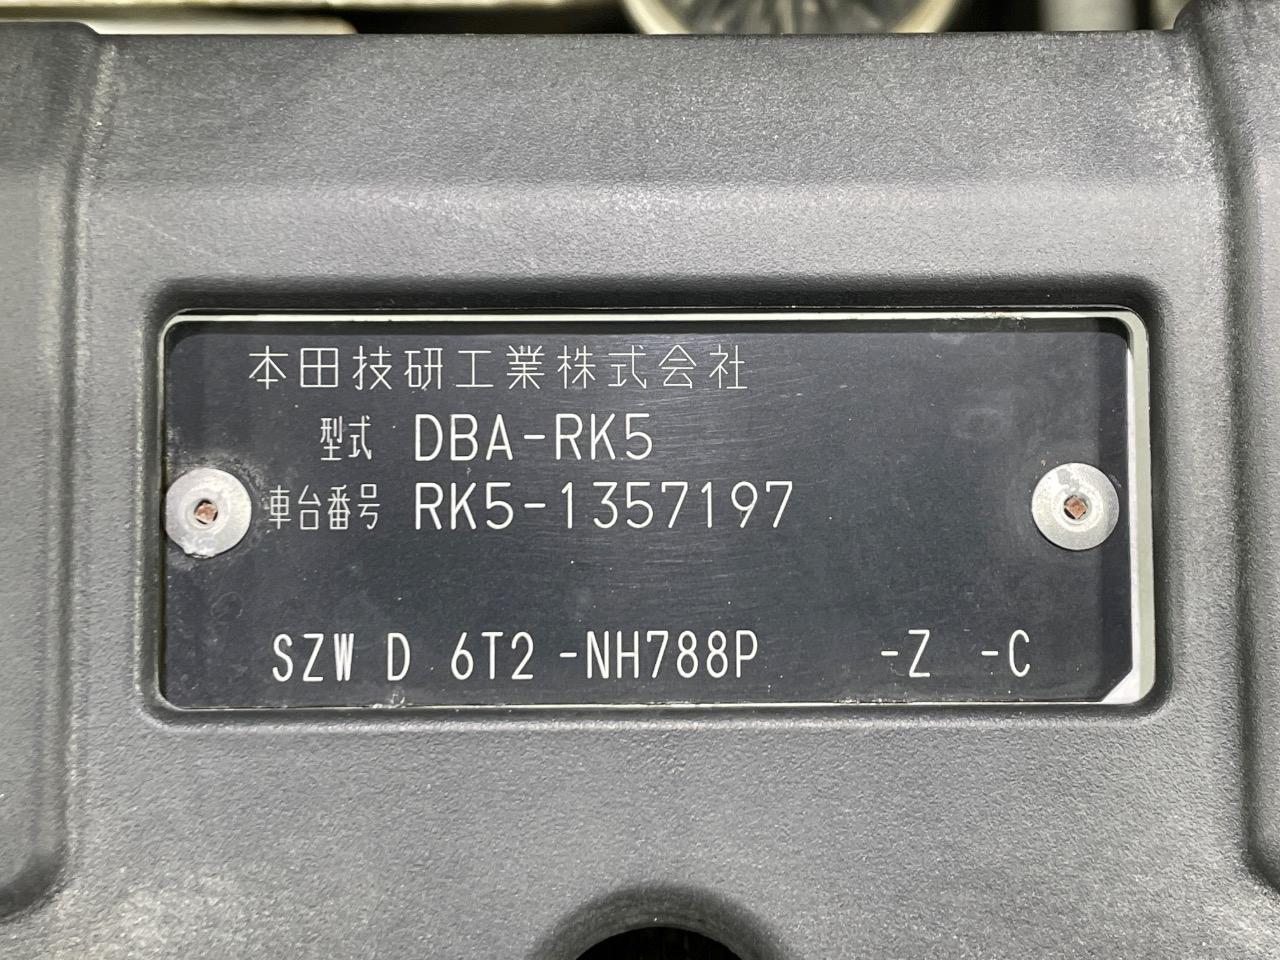 本田技研工業株式会社
型式 DBA-RK5
車台番号 RK5-1357197
SZW D 6T2 -NH788P -Z -C